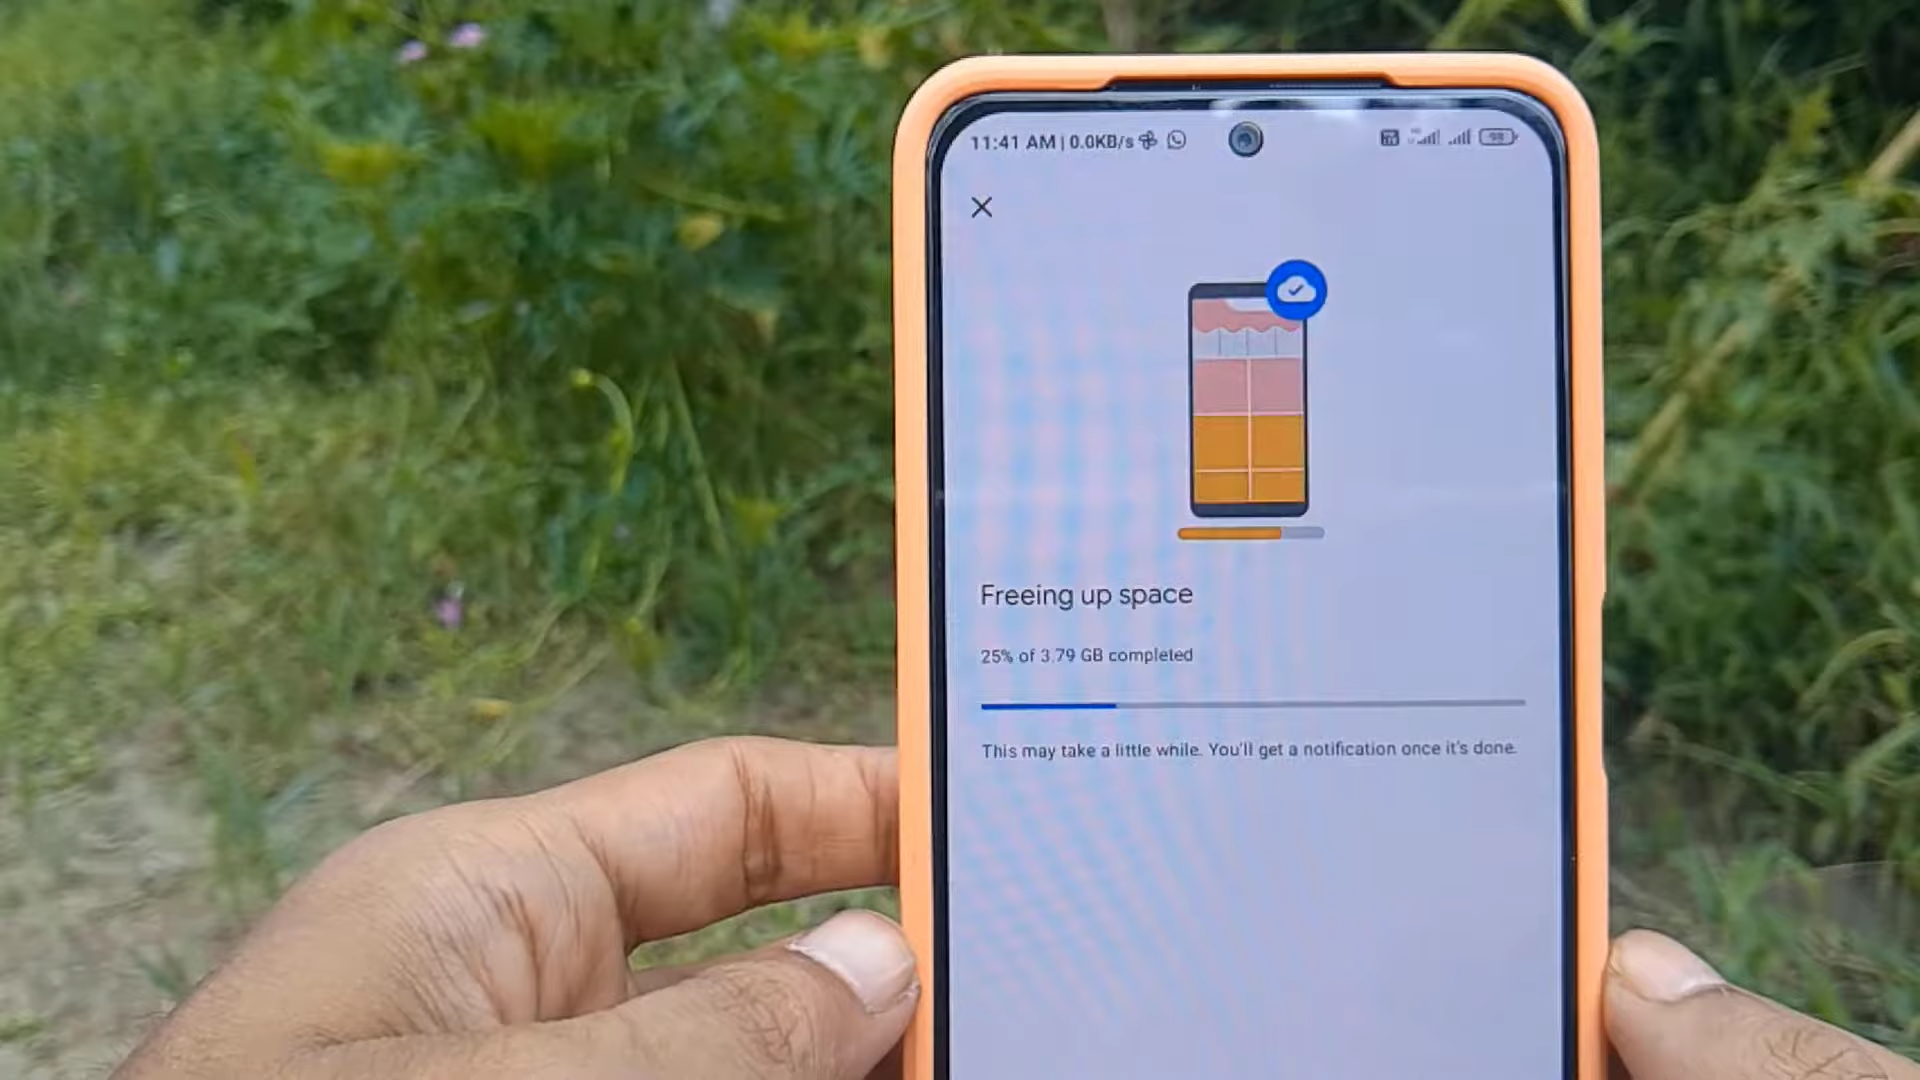 11:41 AM | 0.0KB/s
98
Freeing up space
25% of 3.79 GB completed
This may take a little while. You'll get a notification once it's done.